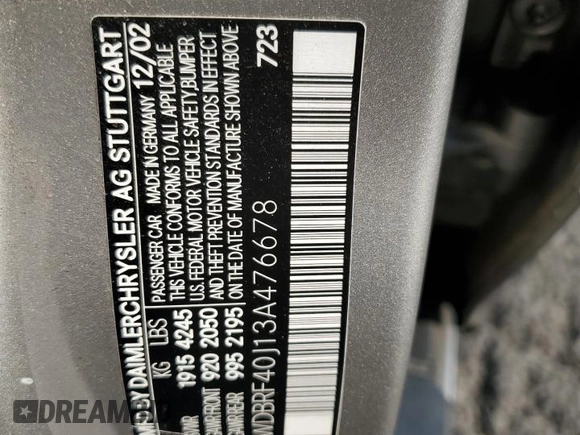 BY DAIMLERCHRYSLER AG STUTTGART
PASSENGER CAR MADE IN GERMANY 12/02
KG LBS THIS VEHICLE CONFORMS TO ALL APPLICABLE
1915 4245 U.S. FEDERAL MOTOR VEHICLE SAFETY, BUMPER
920 2050 AND THEFT PREVENTION STANDARDS IN EFFECT
995 2195 ON THE DATE OF MANUFACTURE SHOWN ABOVE
723
WDBRF40J13A476678
DREAM